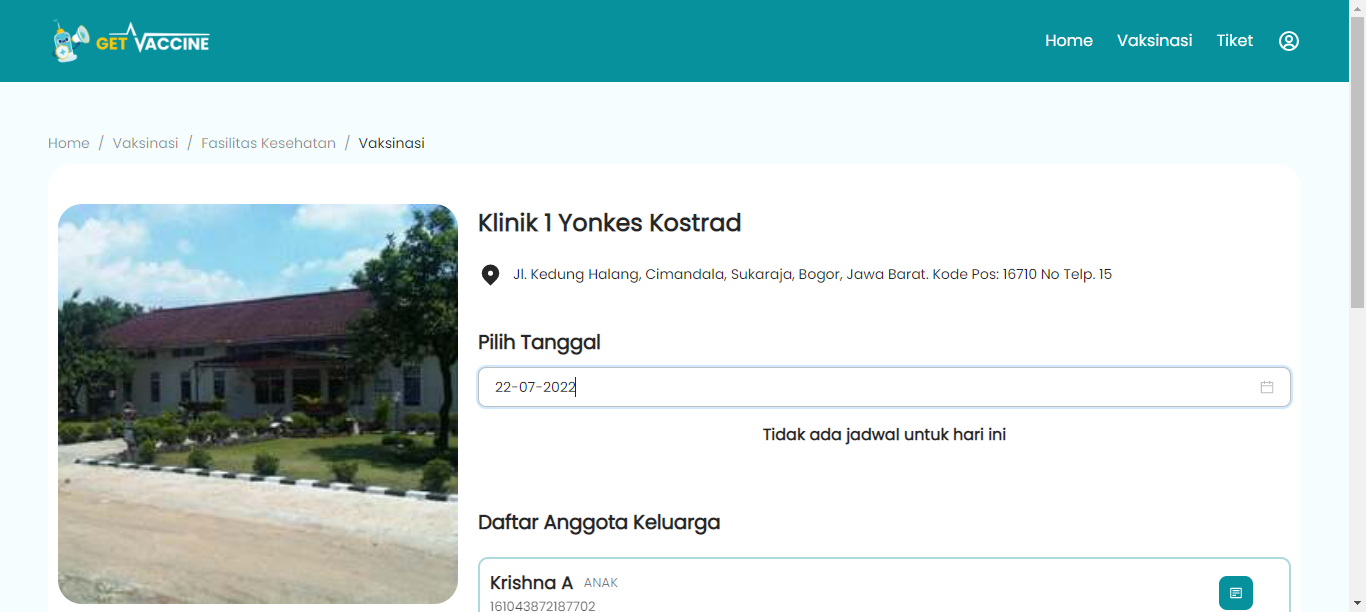 GET VACCINE
Home Vaksinasi Tiket
Home / Vaksinasi / Fasilitas Kesehatan / Vaksinasi
Klinik 1 Yonkes Kostrad
Jl. Kedung Halang, Cimandala, Sukaraja, Bogor, Jawa Barat. Kode Pos: 16710 No Telp. 15
Pilih Tanggal
22-07-2022
Tidak ada jadwal untuk hari ini
Daftar Anggota Keluarga
Krishna A ANAK
161043872187702